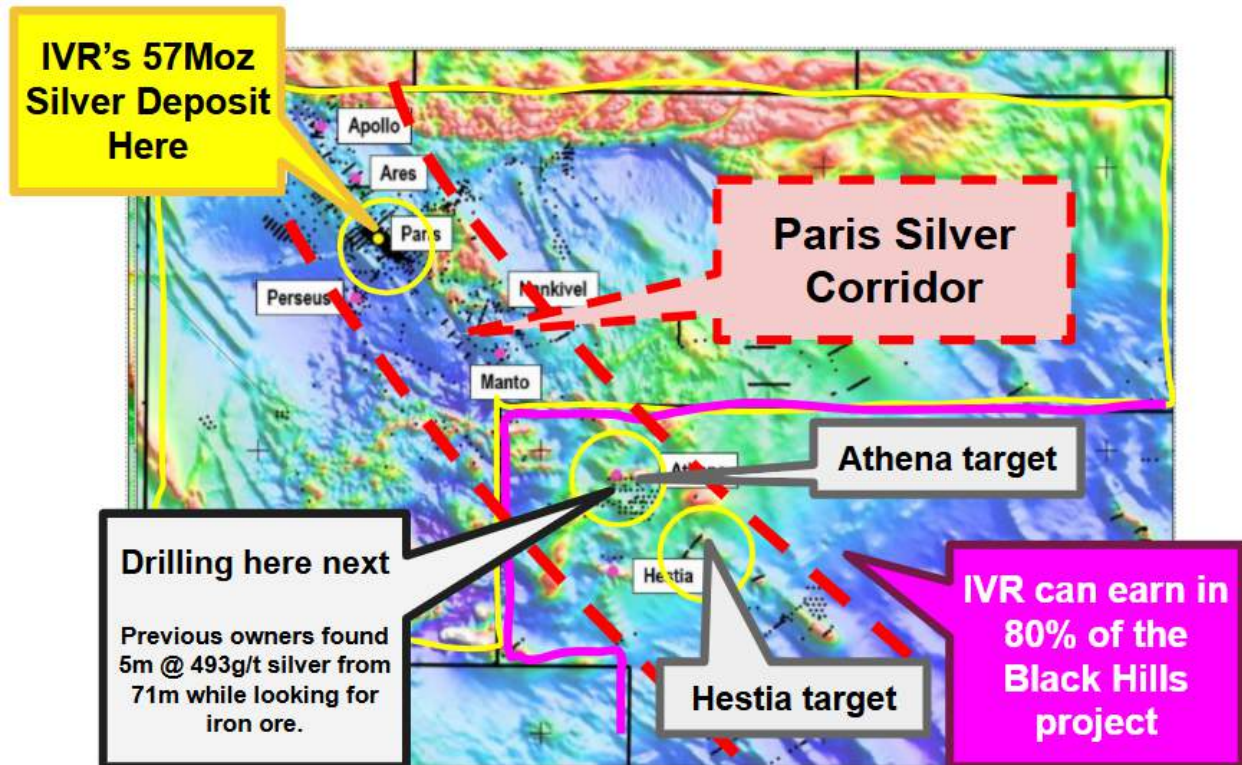 IVR's 57Moz
Silver Deposit
Here
Apollo
Ares
Paris
Perseus
Nankivel
Manto
Paris Silver
Corridor
Athena target
Drilling here next
Previous owners found
5m @ 493g/t silver from
71m while looking for
iron ore.
Hestia
Hestia target
IVR can earn in
80% of the
Black Hills
project